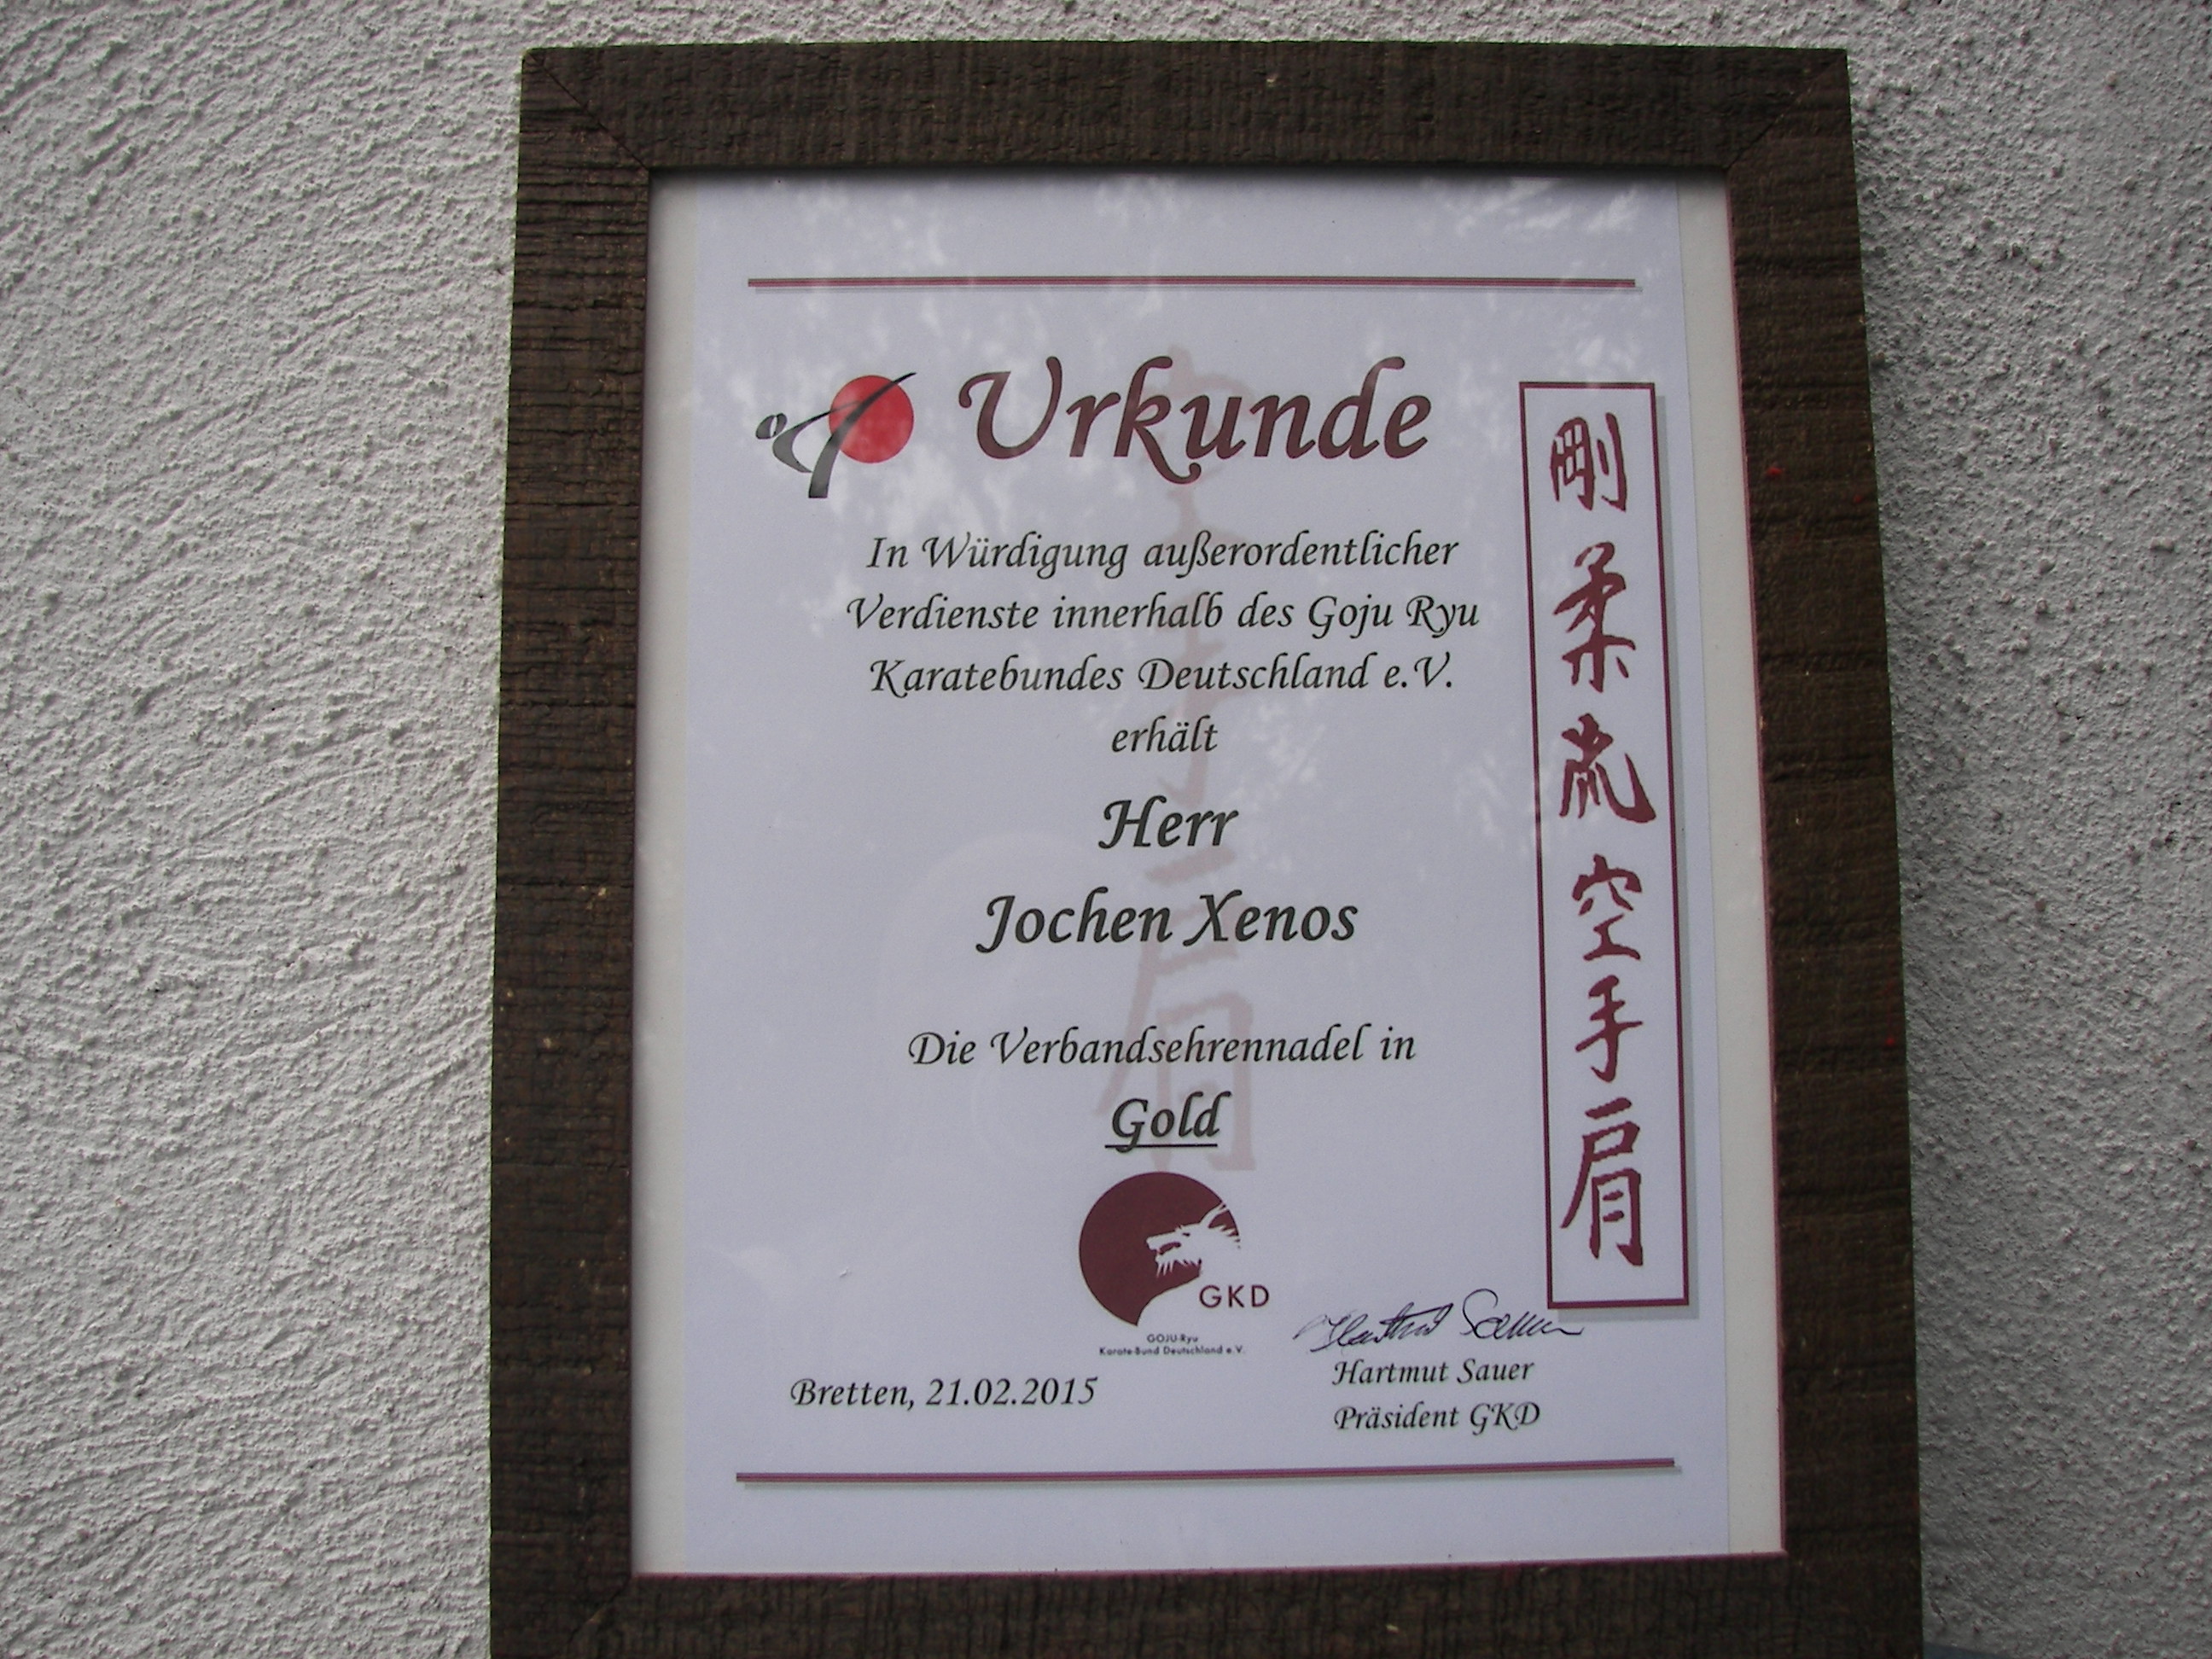 Urkunde
In Würdigung außerordentlicher
Verdienste innerhalb des Goju Ryu
Karatebundes Deutschland e.V.
erhält
Herr
Jochen Xenos
Die Verbandsehrennadel in
Gold
GKD
GOJU-Ryu
Karate-Bund Deutschland e.V.
Hartmut Sauer
Bretten, 21.02.2015
Hartmut Sauer
Präsident GKD
剛柔流空手肩